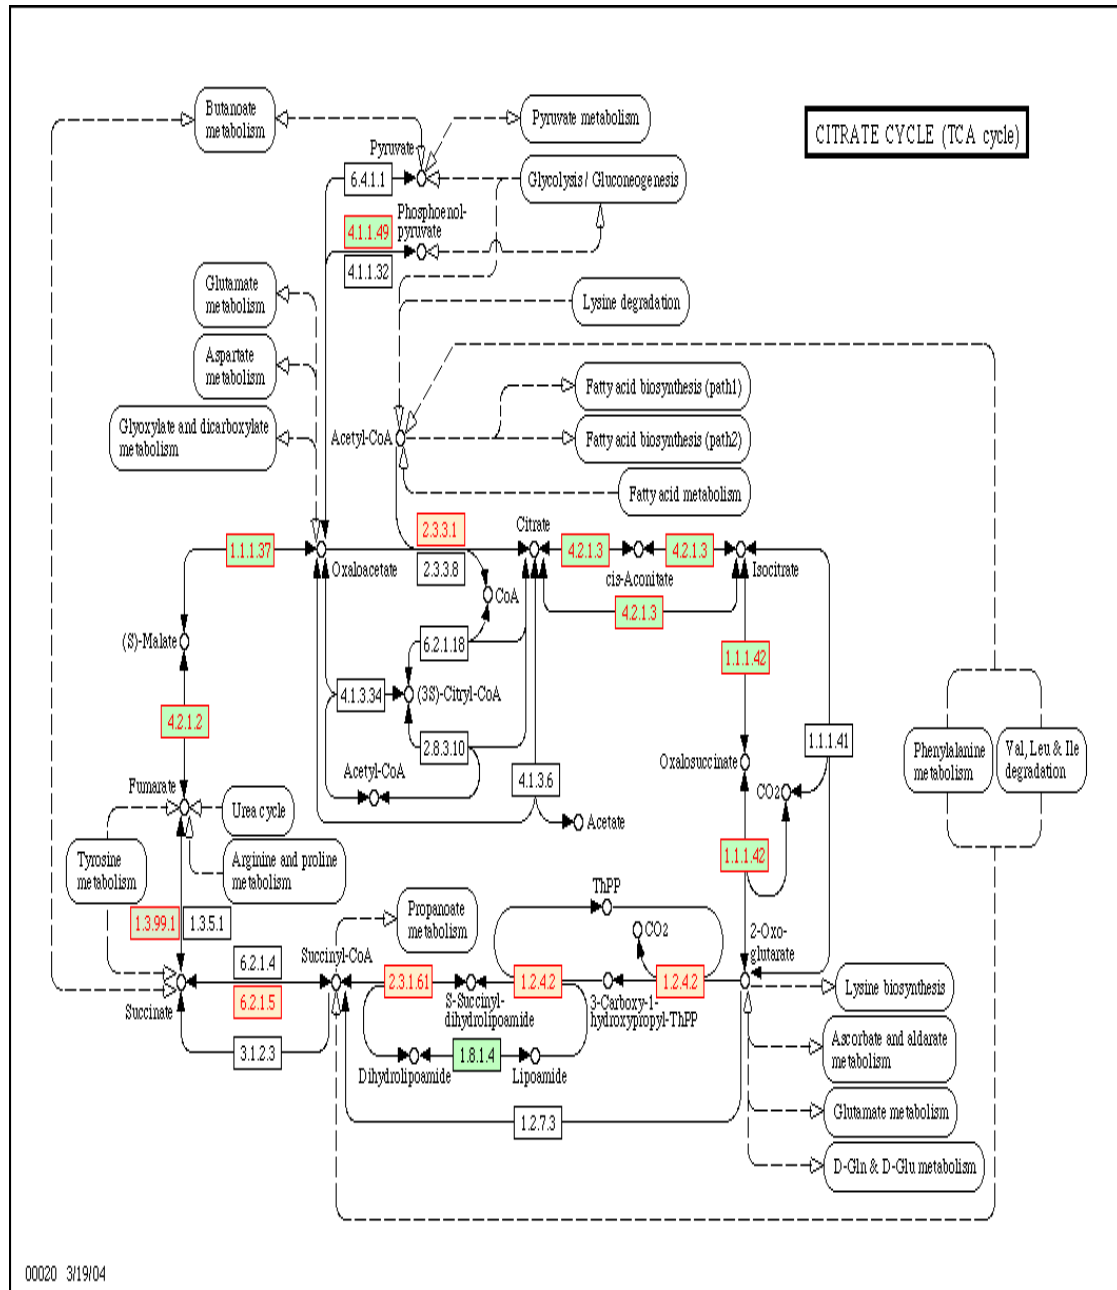 Butanoate
metabolism
Pyruvate metabolism
CITRATE CYCLE (TCA cycle)
Pyruvate
6.4.1.1
Glycolysis / Gluconeogenesis
Phosphoenol-
pyruvate
4.1.1.49
4.1.1.32
Glutamate
metabolism
Lysine degradation
Aspartate
metabolism
Fatty acid biosynthesis (path1)
Glyoxylate and dicarboxylate
metabolism
Acetyl-CoA
Fatty acid biosynthesis (path2)
Fatty acid metabolism
1.1.1.37
Oxaloacetate
2.3.3.1
2.3.3.8
Citrate
4.2.1.3
4.2.1.3
cis-Aconitate
Isocitrate
CoA
4.2.1.3
(S)-Malate
6.2.1.18
1.1.1.42
4.1.3.34
(3S)-Citryl-CoA
4.2.1.2
2.8.3.10
1.1.1.41
Phenylalanine
metabolism
Val, Leu & Ile
degradation
Oxalosuccinate
Acetyl-CoA
4.1.3.6
CO2
Fumarate
Urea cycle
Acetate
Tyrosine
metabolism
Arginine and proline
metabolism
1.1.1.42
ThPP
1.3.99.1
1.3.5.1
Propanoate
metabolism
CO2
2-Oxo-
glutarate
6.2.1.4
Succinyl-CoA
Succinate
6.2.1.5
2.3.1.61
S-Succinyl-
dihydrolipoamide
1.2.4.2
3-Carboxy-1-
hydroxypropyl-ThPP
1.2.4.2
Lysine biosynthesis
3.1.2.3
Dihydrolipoamide
1.8.1.4
Lipoamide
Ascorbate and aldarate
metabolism
1.2.7.3
Glutamate metabolism
D-Gln & D-Glu metabolism
00020 3/19/04